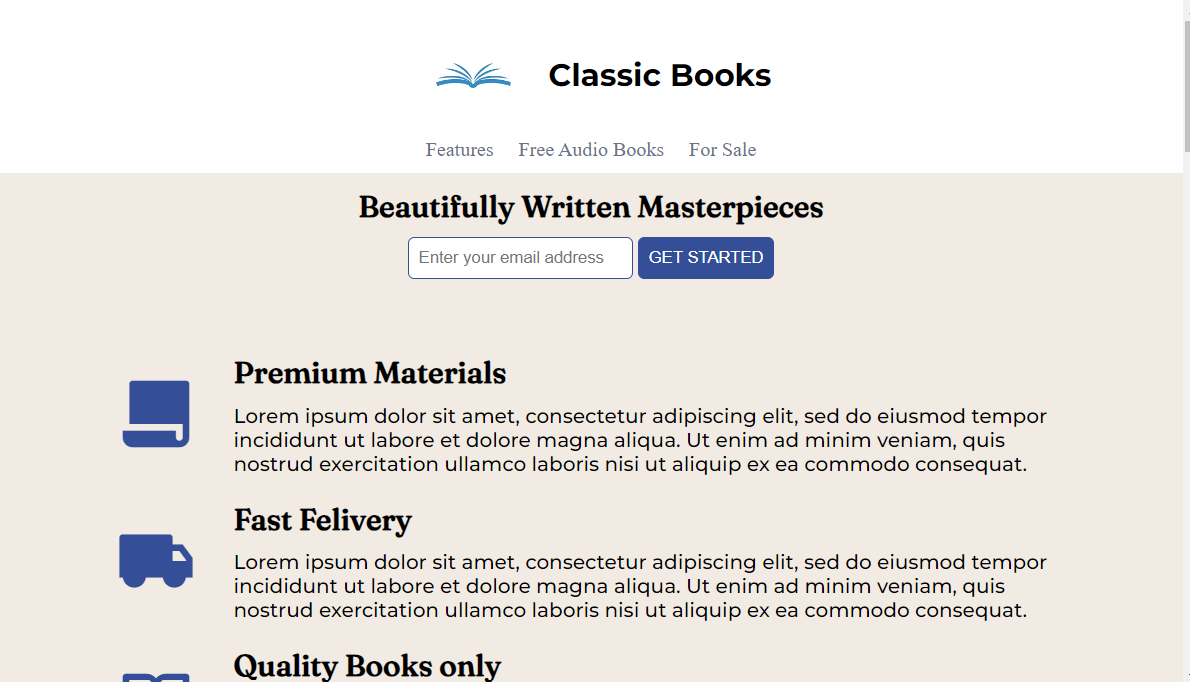 Classic Books
Features Free Audio Books For Sale
Beautifully Written Masterpieces
Enter your email address GET STARTED
Premium Materials
Lorem ipsum dolor sit amet, consectetur adipiscing elit, sed do eiusmod tempor
incididunt ut labore et dolore magna aliqua. Ut enim ad minim veniam, quis
nostrud exercitation ullamco laboris nisi ut aliquip ex ea commodo consequat.
Fast Felivery
Lorem ipsum dolor sit amet, consectetur adipiscing elit, sed do eiusmod tempor
incididunt ut labore et dolore magna aliqua. Ut enim ad minim veniam, quis
nostrud exercitation ullamco laboris nisi ut aliquip ex ea commodo consequat.
Quality Books only